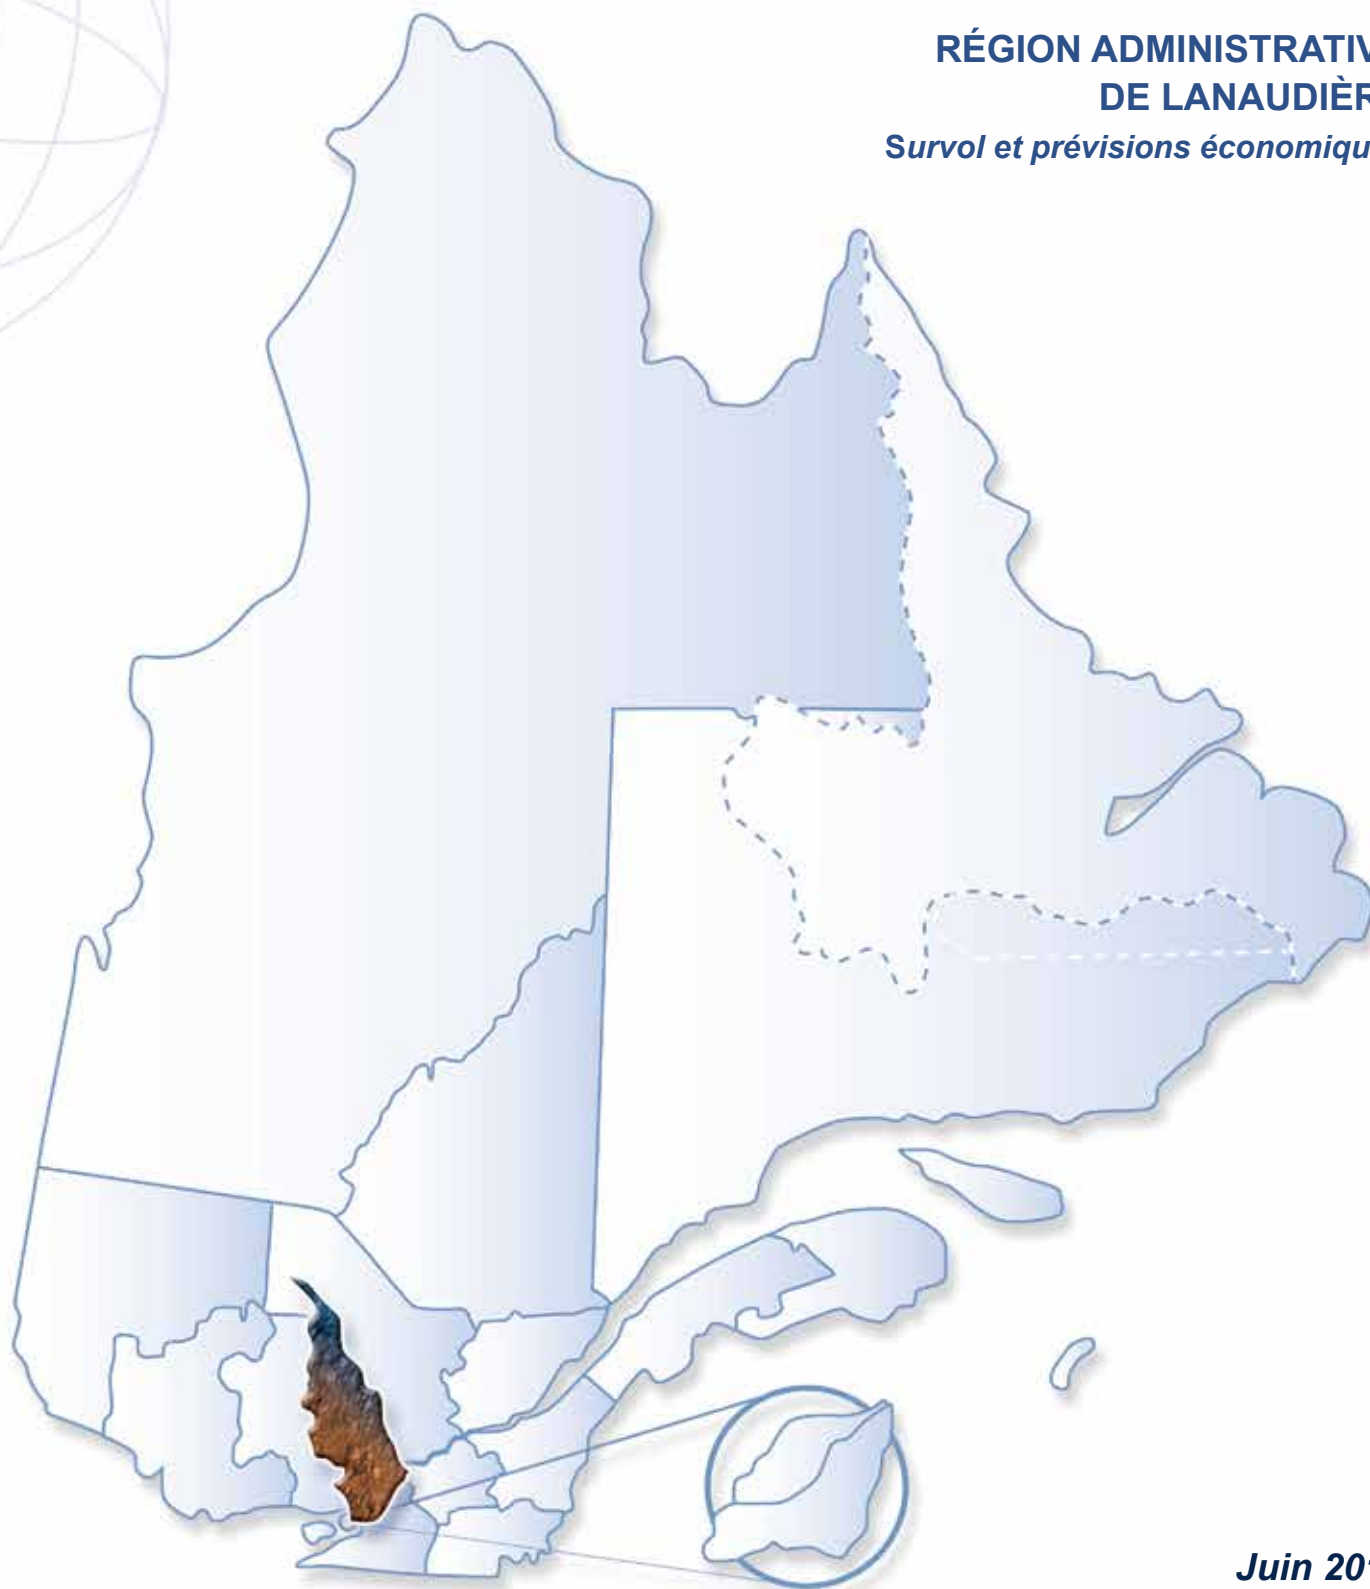 RÉGION ADMINISTRATIV
DE LANAUDIÈR
Survol et prévisions économiqu
Juin 20